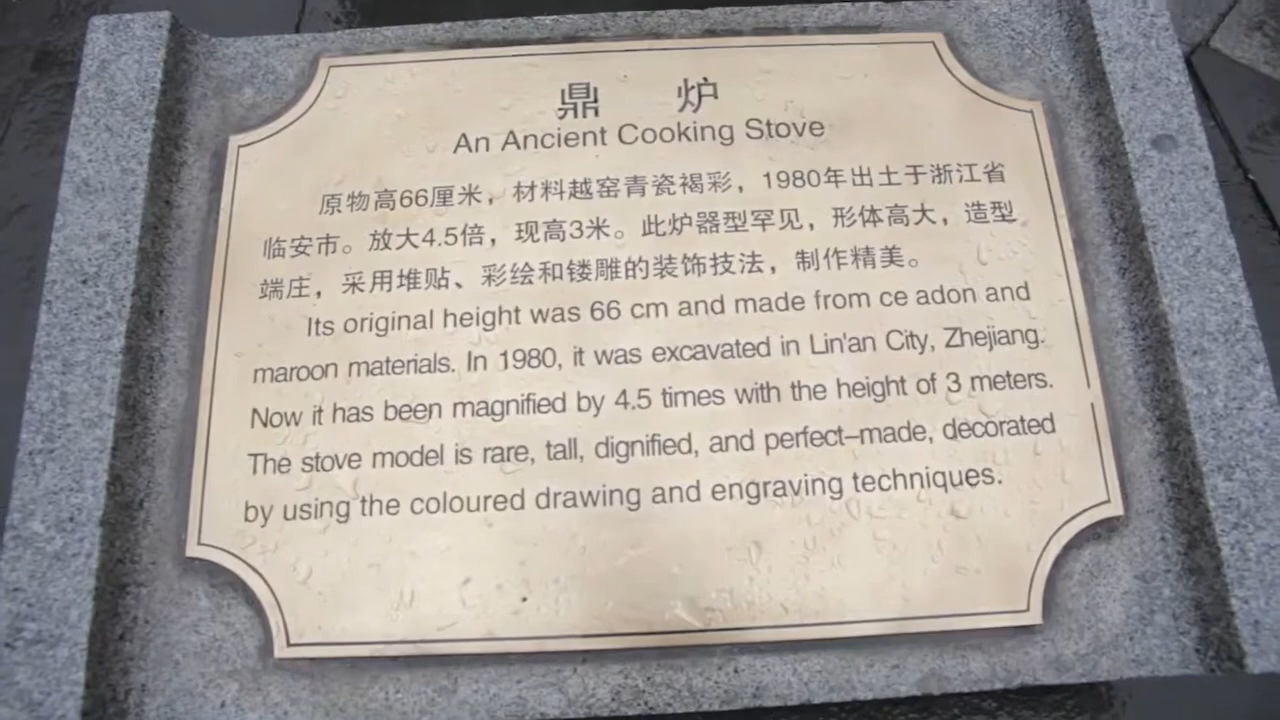 鼎 炉
An Ancient Cooking Stove
原物高66厘米，材料越窑青瓷褐彩，1980年出土于浙江省
临安市。放大4.5倍，现高3米。此炉器型罕见，形体高大，造型
端庄，采用堆贴、彩绘和镂雕的装饰技法，制作精美。
Its original height was 66 cm and made from ce adon and
maroon materials. In 1980, it was excavated in Lin'an City, Zhejiang.
Now it has been magnified by 4.5 times with the height of 3 meters.
The stove model is rare, tall, dignified, and perfect–made, decorated
by using the coloured drawing and engraving techniques.